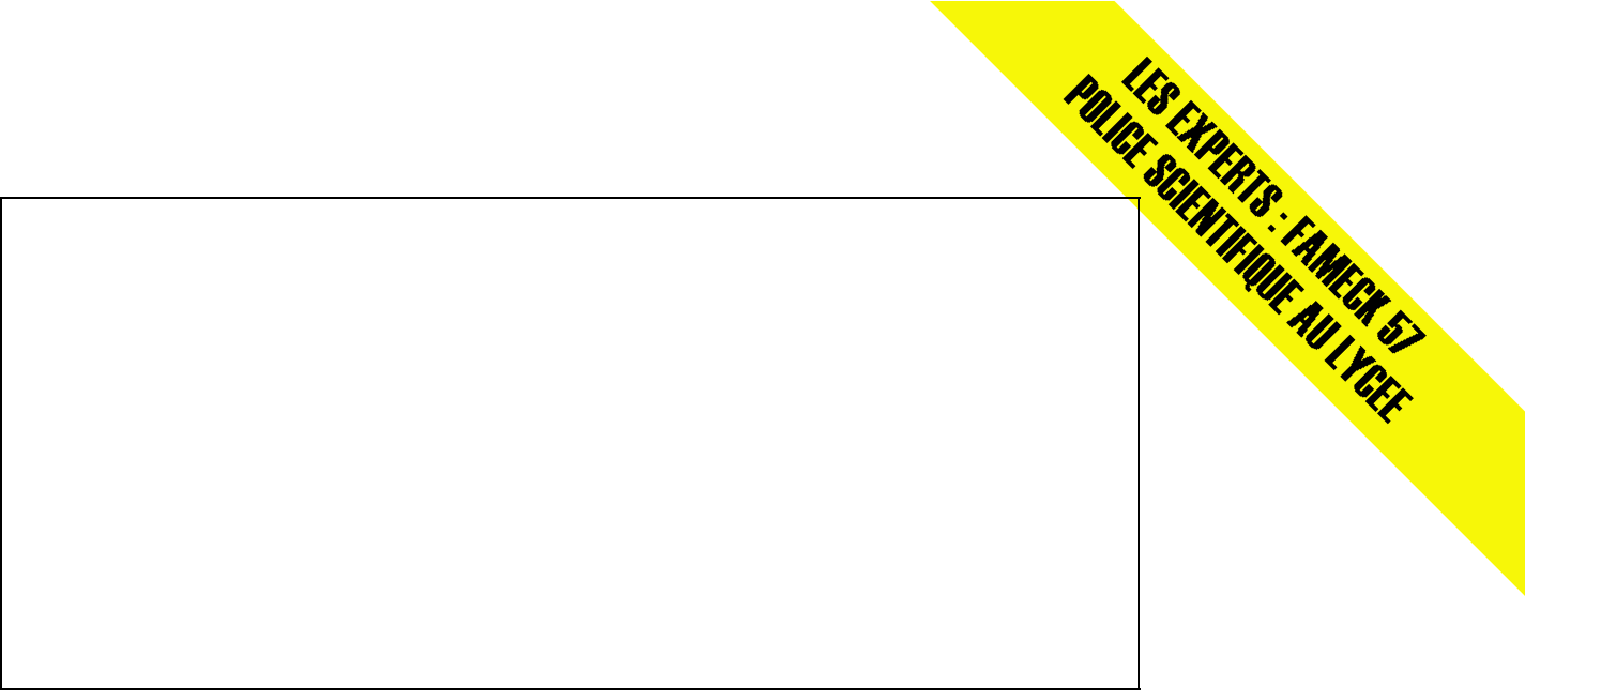 LES EXPERTS : FAMECK 57
POLICE SCIENTIFIQUE AU LYCEE